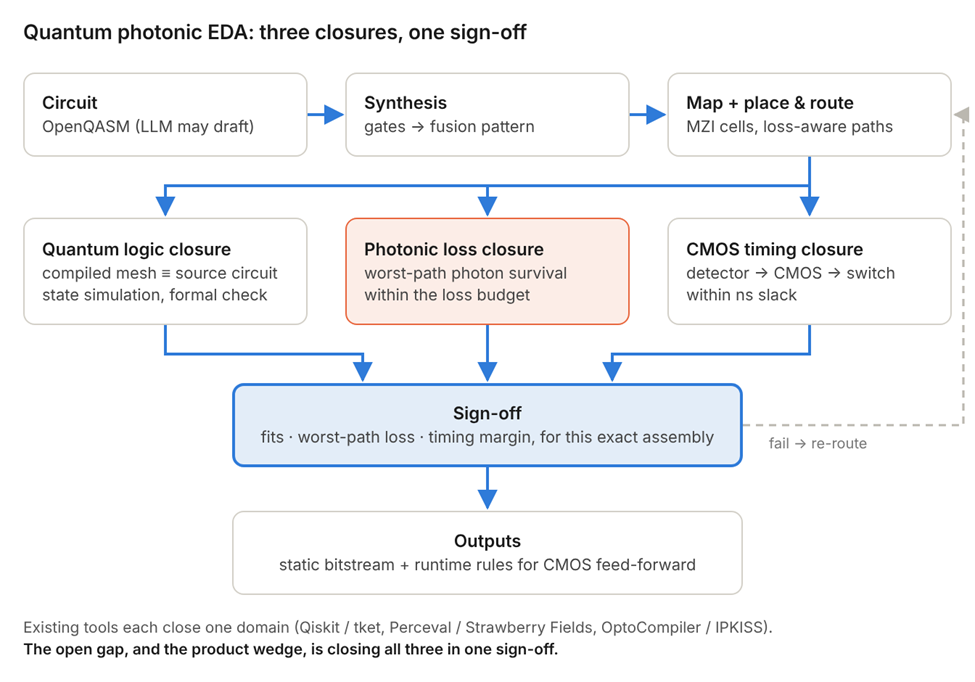 Quantum photonic EDA: three closures, one sign-off
Circuit
OpenQASM (LLM may draft)
Synthesis
gates → fusion pattern
Map + place & route
MZI cells, loss-aware paths
Quantum logic closure
compiled mesh ≡ source circuit
state simulation, formal check
Photonic loss closure
worst-path photon survival
within the loss budget
CMOS timing closure
detector → CMOS → switch
within ns slack
Sign-off
fits · worst-path loss · timing margin, for this exact assembly
fail → re-route
Outputs
static bitstream + runtime rules for CMOS feed-forward
Existing tools each close one domain (Qiskit / tket, Perceval / Strawberry Fields, OptoCompiler / IPKISS).
The open gap, and the product wedge, is closing all three in one sign-off.